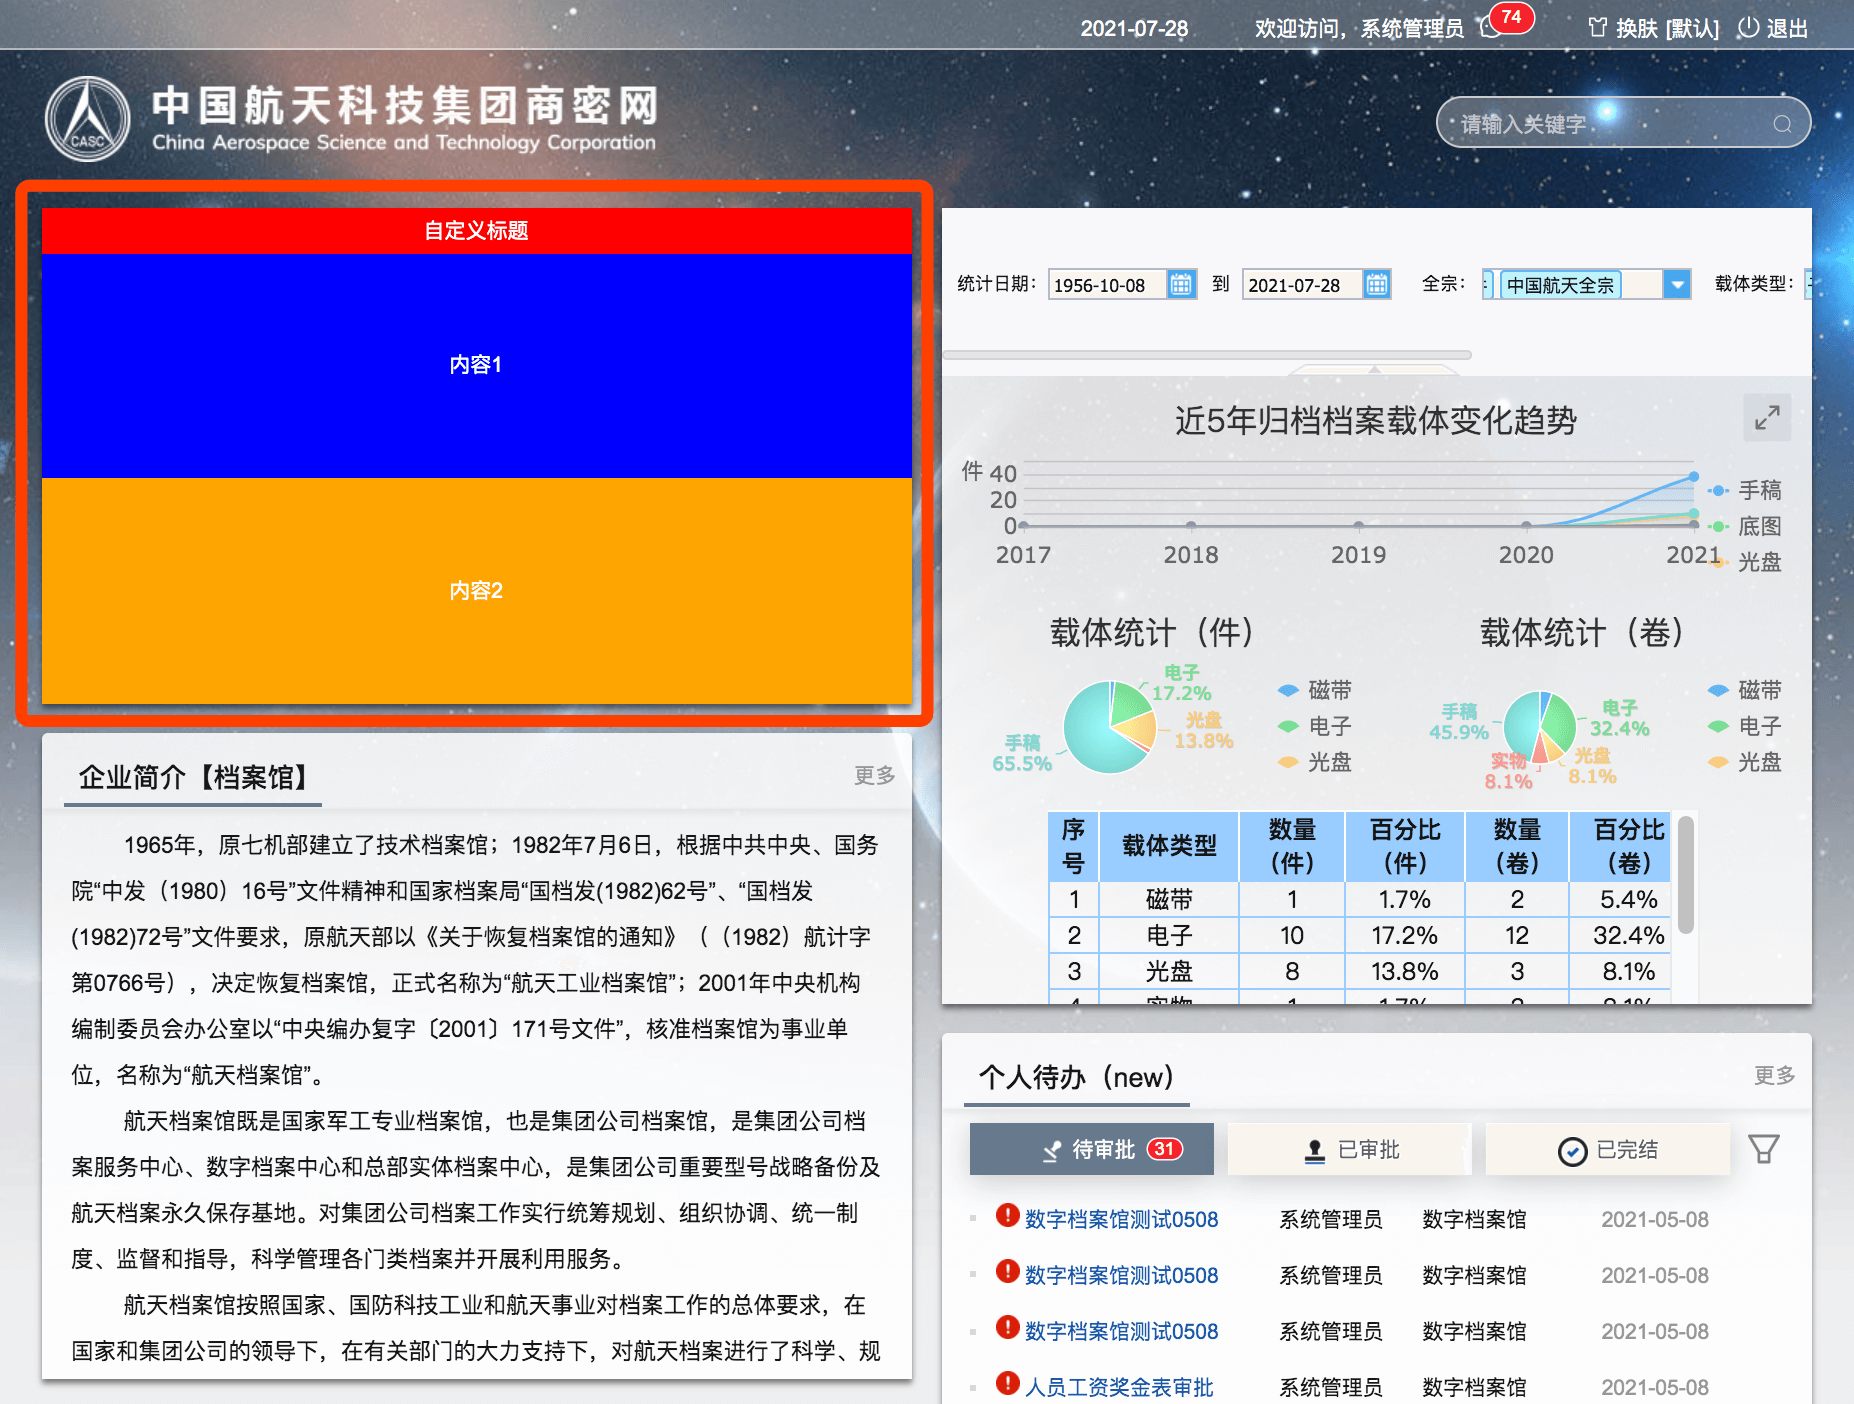 2021-07-28
欢迎访问，系统管理员
74
换肤 [默认]
退出
中国航天科技集团商密网
China Aerospace Science and Technology Corporation
CASC
请输入关键字
自定义标题
内容1
内容2
统计日期：
1956-10-08
到
2021-07-28
全宗：
中国航天全宗
载体类型：
近5年归档档案载体变化趋势
件
40
20
0
2017
2018
2019
2020
2021
手稿
底图
光盘
载体统计（件）
电子
17.2%
光盘
13.8%
手稿
65.5%
磁带
电子
光盘
载体统计（卷）
手稿
45.9%
电子
32.4%
光盘
8.1%
实物
8.1%
磁带
电子
光盘
序号 载体类型 数量（件） 百分比（件） 数量（卷） 百分比（卷）
1 磁带 1 1.7% 2 5.4%
2 电子 10 17.2% 12 32.4%
3 光盘 8 13.8% 3 8.1%
企业简介【档案馆】
更多
1965年，原七机部建立了技术档案馆；1982年7月6日，根据中共中央、国务
院“中发（1980）16号”文件精神和国家档案局“国档发(1982)62号”、“国档发
(1982)72号”文件要求，原航天部以《关于恢复档案馆的通知》（（1982）航计字
第0766号），决定恢复档案馆，正式名称为“航天工业档案馆”；2001年中央机构
编制委员会办公室以“中央编办复字〔2001〕171号文件”，核准档案馆为事业单
位，名称为“航天档案馆”。
航天档案馆既是国家军工专业档案馆，也是集团公司档案馆，是集团公司档
案服务中心、数字档案中心和总部实体档案中心，是集团公司重要型号战略备份及
航天档案永久保存基地。对集团公司档案工作实行统筹规划、组织协调、统一制
度、监督和指导，科学管理各门类档案并开展利用服务。
航天档案馆按照国家、国防科技工业和航天事业对档案工作的总体要求，在
国家和集团公司的领导下，在有关部门的大力支持下，对航天档案进行了科学、规
个人待办（new）
更多
待审批
31
已审批
已完结
数字档案馆测试0508 系统管理员 数字档案馆 2021-05-08
数字档案馆测试0508 系统管理员 数字档案馆 2021-05-08
数字档案馆测试0508 系统管理员 数字档案馆 2021-05-08
人员工资奖金表审批 系统管理员 数字档案馆 2021-05-08